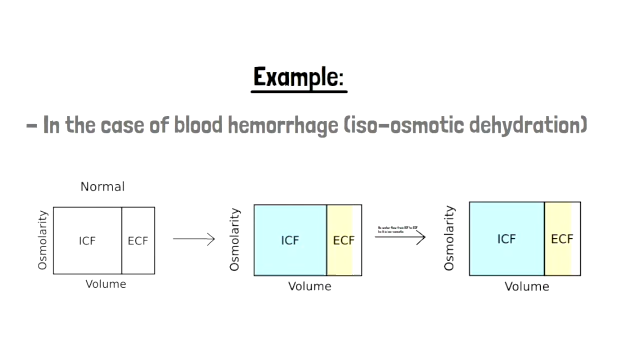 Example:
- In the case of blood hemorrhage (iso-osmotic dehydration)
Normal
Osmolarity
ICF
ECF
Volume
Osmolarity
ICF
ECF
Volume
Osmolarity
ICF
ECF
Volume